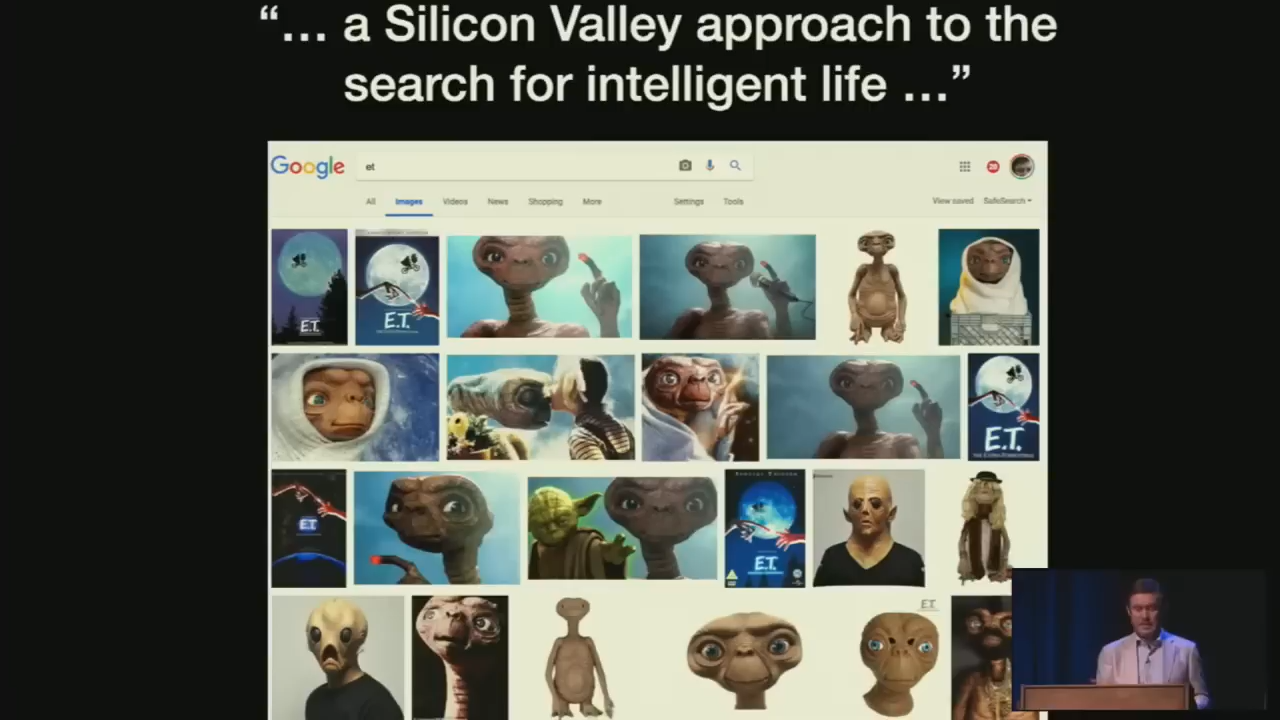 “... a Silicon Valley approach to the
search for intelligent life ...”
Google
et
20
All Images Videos News Shopping More Settings Tools View saved SafeSearch
E.T.
E.T.
E.T.
E.T.
E.T.
E.T.